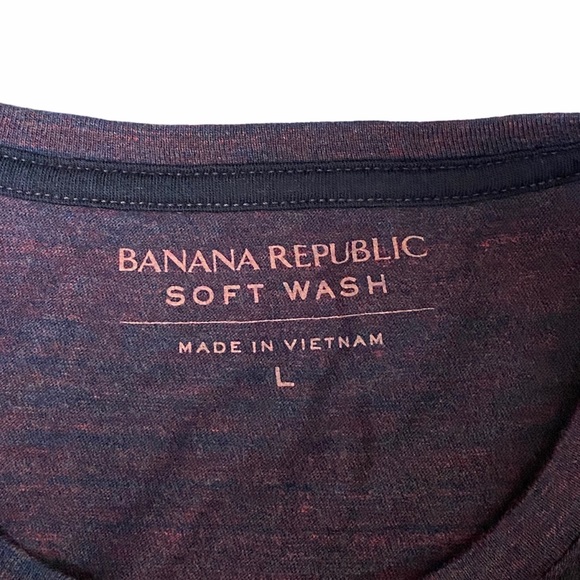 BANANA REPUBLIC
SOFT WASH
MADE IN VIETNAM
L